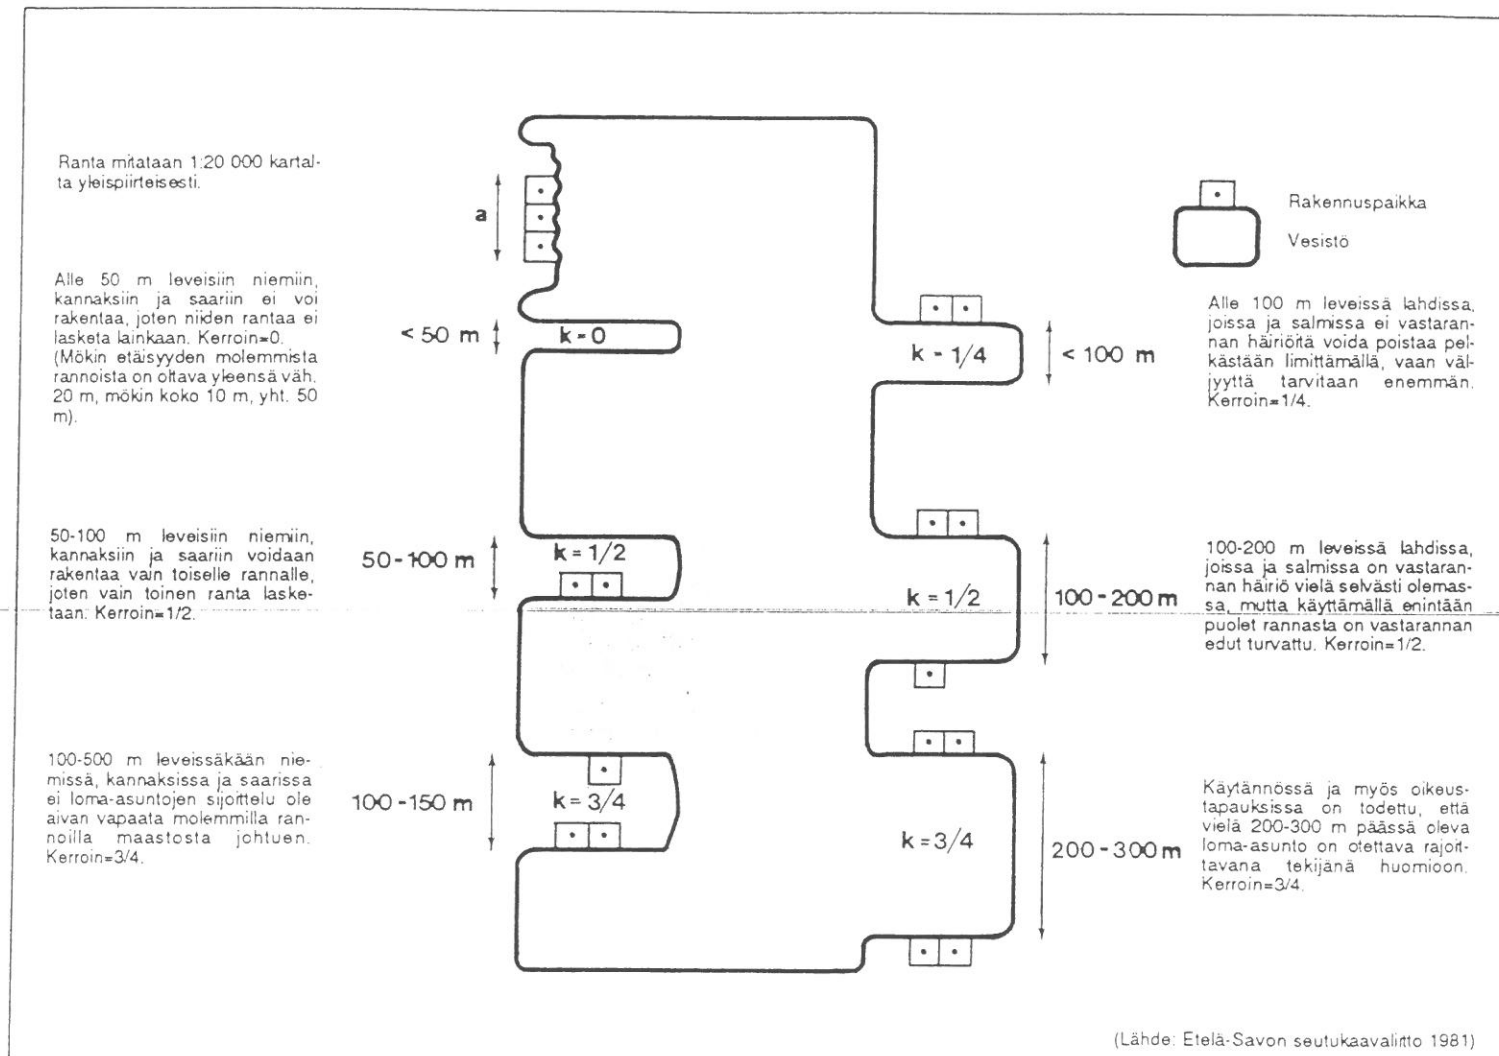 Ranta mitataan 1:20 000 kartal-
ta yleispiirteisesti.
a
Alle 50 m leveisiin niemiin,
kannaksiin ja saariin ei voi
rakentaa, joten niiden rantaa ei
lasketa lainkaan. Kerroin=0.
(Mökin etäisyyden molemmista
rannoista on oltava yleensä väh.
20 m, mökin koko 10 m, yht. 50
m).
< 50 m
k = 0
50-100 m leveisiin niemiin,
kannaksiin ja saariin voidaan
rakentaa vain toiselle rannalle,
joten vain toinen ranta laske-
taan. Kerroin=1/2.
50-100 m
k = 1/2
100-500 m leveissäkään nie-
missä, kannaksissa ja saarissa
ei loma-asuntojen sijoittelu ole
aivan vapaata molemmilla ran-
noilla maastosta johtuen.
Kerroin=3/4.
100-150 m
k = 3/4
Rakennuspaikka
Vesistö
k - 1/4
< 100 m
Alle 100 m leveissä lahdissa,
joissa ja salmissa ei vastaran-
nan häiriöitä voida poistaa pel-
kästään limittämällä, vaan väl-
jyyttä tarvitaan enemmän.
Kerroin=1/4.
k = 1/2
100-200 m
100-200 m leveissä lahdissa,
joissa ja salmissa on vastaran-
nan häiriö vielä selvästi olemas-
sa, mutta käyttämällä enintään
puolet rannasta on vastarannan
edut turvattu. Kerroin=1/2.
k = 3/4
200-300 m
Käytännössä ja myös oikeus-
tapauksissa on todettu, että
vielä 200-300 m päässä oleva
loma-asunto on otettava rajoit-
tavana tekijänä huomioon.
Kerroin=3/4.
(Lähde: Etelä-Savon seutukaavaliitto 1981)